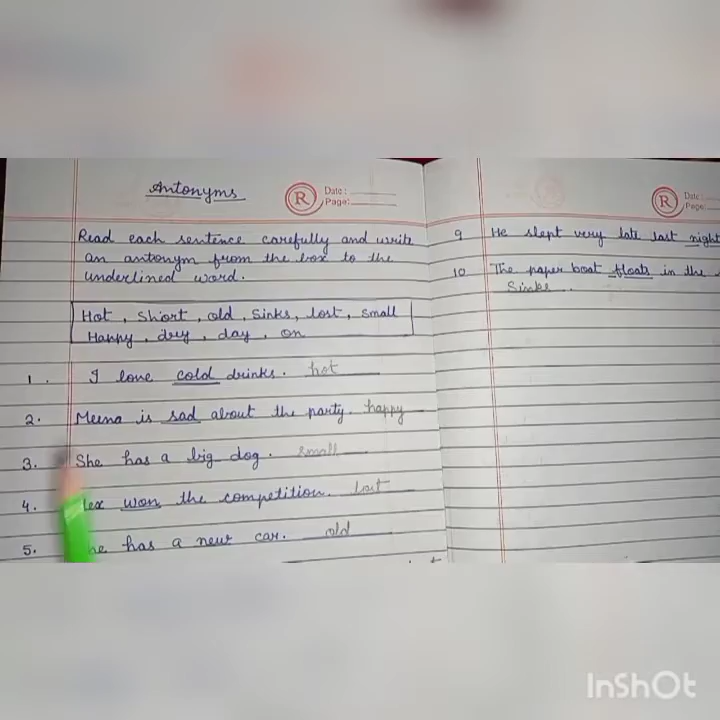 Antonyms
R
Date:
Page:
Read each sentence carefully and write
an antonym from the box to the
underlined word.
Hot, Short, old, Sinks, lost, small
Happy, dry, day, on
1. I love cold drinks. hot
2. Meena is sad about the party. happy
3. She has a big dog. small
4. won the competition. lost
5. has a new car. old
R
Date:
Page:
9 He slept very late last night
10 The paper boat floats in the
Sinks.
InShOt